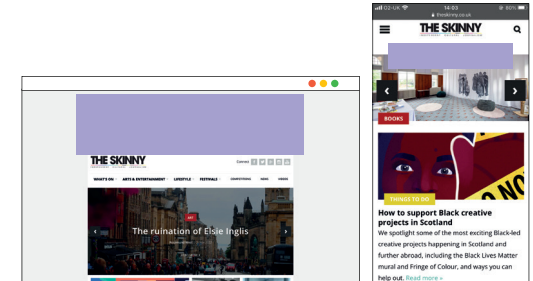 THE SKINNY
Connect
WHAT'S ON ARTS & ENTERTAINMENT LIFESTYLE FESTIVALS COMPETITIONS NEWS VIDEOS
ART
The ruination of Elsie Inglis
O2-UK 14:03 80%
theskinny.co.uk
THE SKINNY
BOOKS
THINGS TO DO
How to support Black creative
projects in Scotland
We spotlight some of the most exciting Black-led
creative projects happening in Scotland and
further abroad, including the Black Lives Matter
mural and Fringe of Colour, and ways you can
help out. Read more »